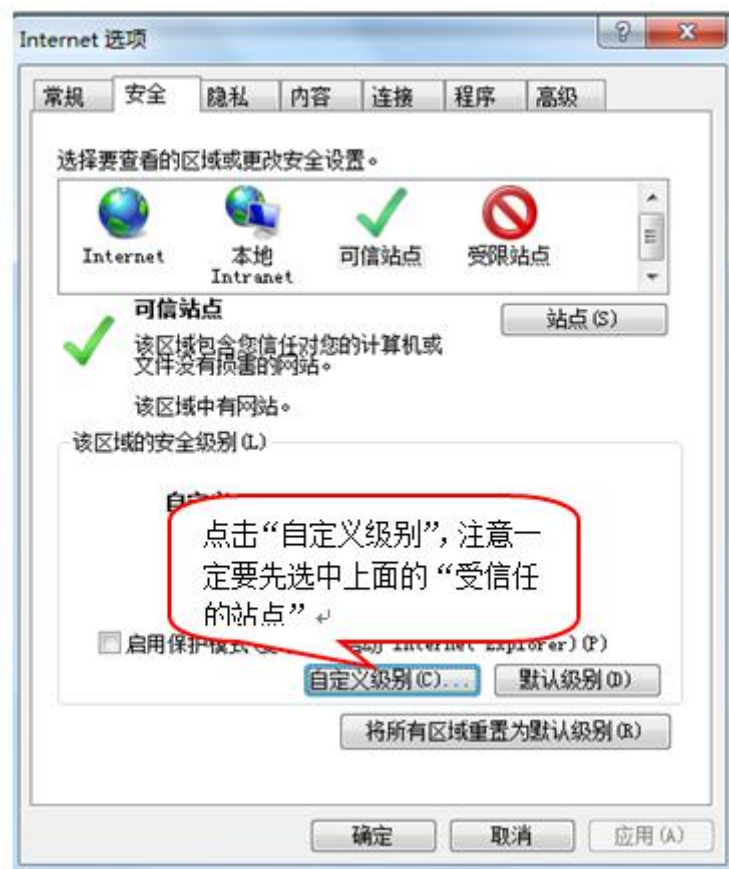 Internet 选项
常规 安全 隐私 内容 连接 程序 高级
选择要查看的区域或更改安全设置。
Internet 本地 Intranet 可信站点 受限站点
可信站点
站点(S)
该区域包含您信任对您的计算机或
文件没有损害的网站。
该区域中有网站。
该区域的安全级别(L)
点击“自定义级别”，注意一
定要先选中上面的“受信任
的站点”
启用保护模式 Internet Explorer)(P)
自定义级别(C)... 默认级别(D)
将所有区域重置为默认级别(R)
确定 取消 应用(A)